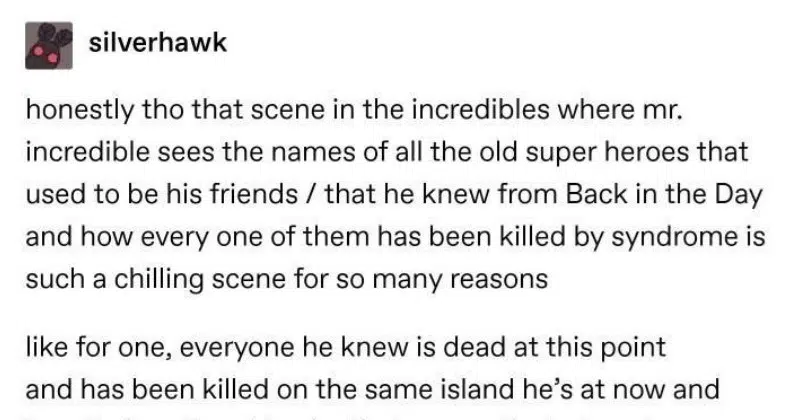 silverhawk
honestly tho that scene in the incredibles where mr.
incredible sees the names of all the old super heroes that
used to be his friends / that he knew from Back in the Day
and how every one of them has been killed by syndrome is
such a chilling scene for so many reasons
like for one, everyone he knew is dead at this point
and has been killed on the same island he’s at now and